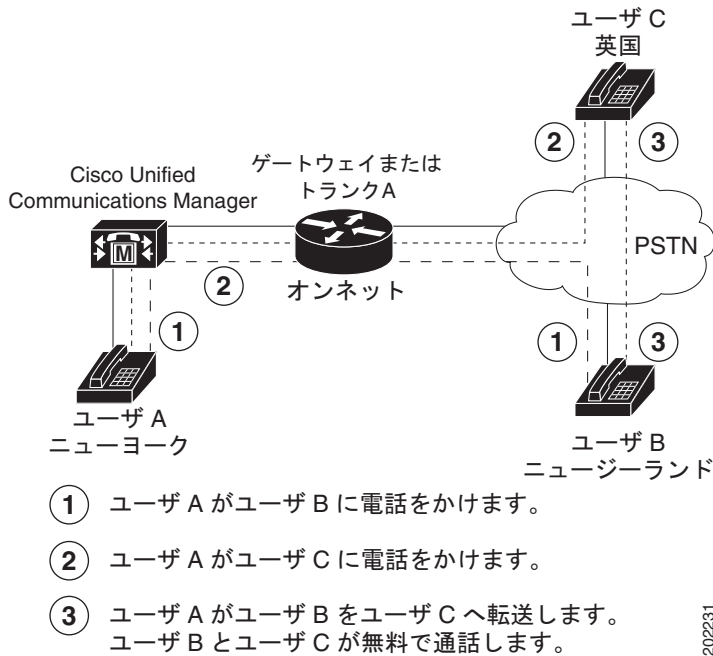 ユーザ C
英国
2
3
Cisco Unified
Communications Manager
ゲートウェイまたは
トランクA
M
PSTN
オンネット
2
1
1
3
ユーザ A
ニューヨーク
ユーザ B
ニュージーランド
1 ユーザ A がユーザ B に電話をかけます。
2 ユーザ A がユーザ C に電話をかけます。
3 ユーザ A がユーザ B をユーザ C へ転送します。
ユーザ B とユーザ C が無料で通話します。
202231